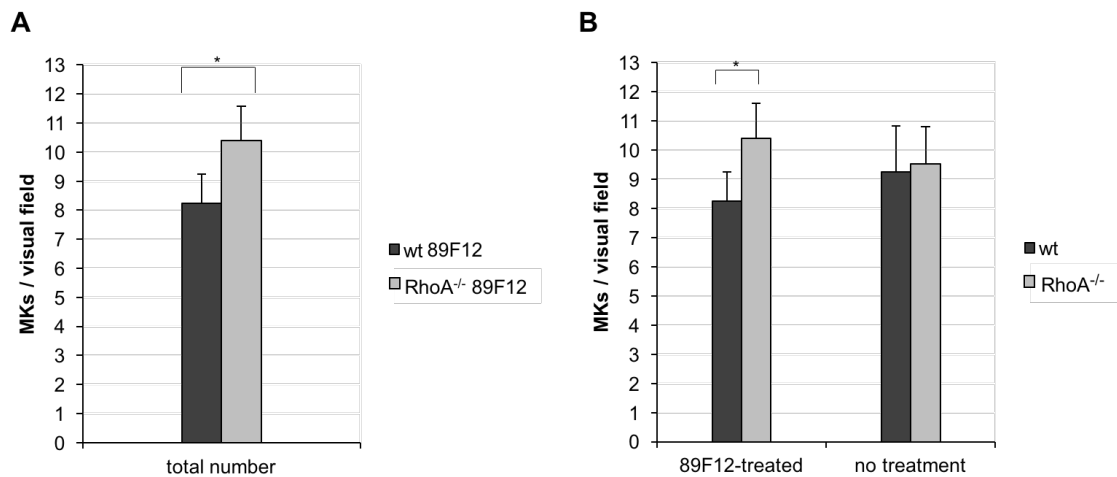 A
MKs / visual field
13
12
11
10
9
8
7
6
5
4
3
2
1
0
*
total number
wt 89F12
RhoA-/- 89F12
B
MKs / visual field
13
12
11
10
9
8
7
6
5
4
3
2
1
0
*
89F12-treated
no treatment
wt
RhoA-/-